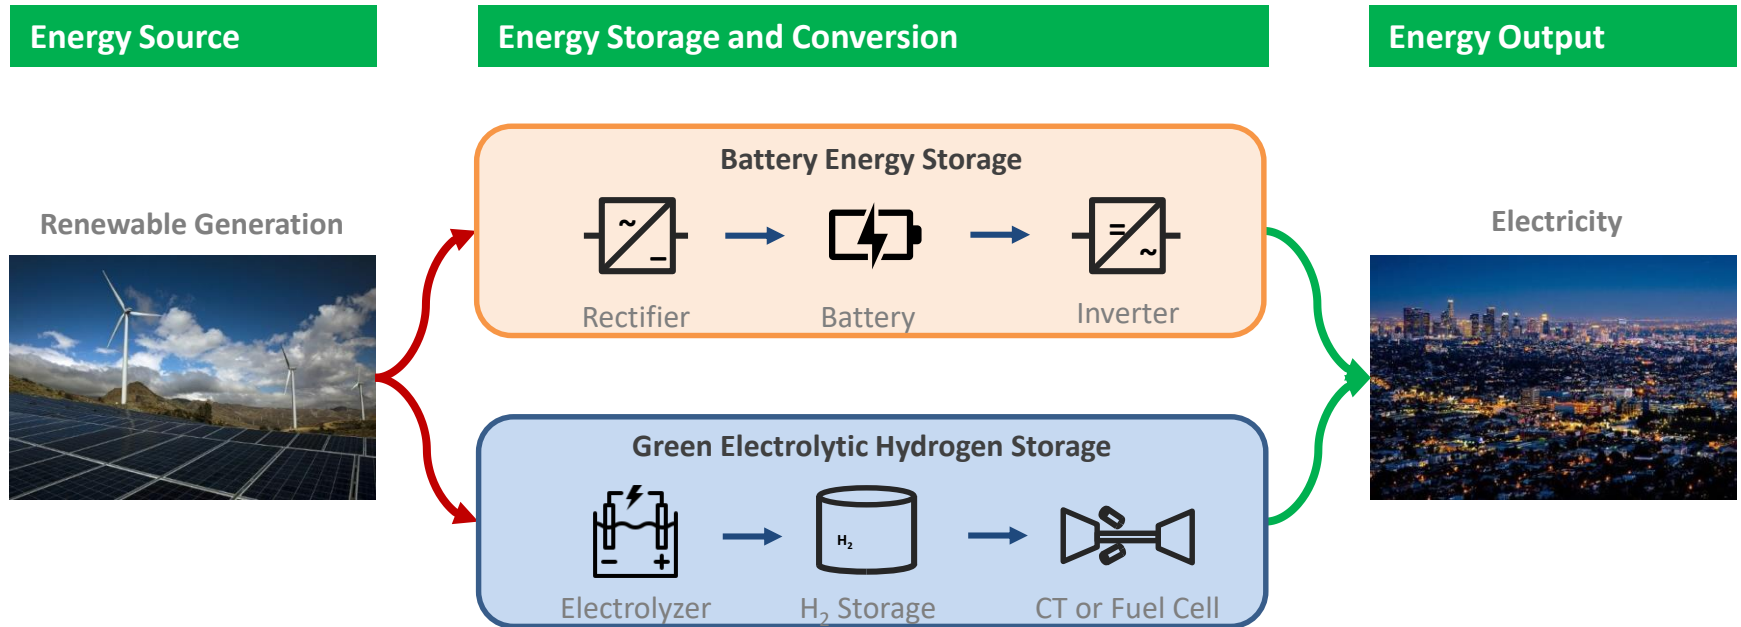 Energy Source
Energy Storage and Conversion
Energy Output
Battery Energy Storage
Renewable Generation
Electricity
~
–
=
~
Rectifier
Battery
Inverter
Green Electrolytic Hydrogen Storage
H₂
– +
Electrolyzer
H₂ Storage
CT or Fuel Cell